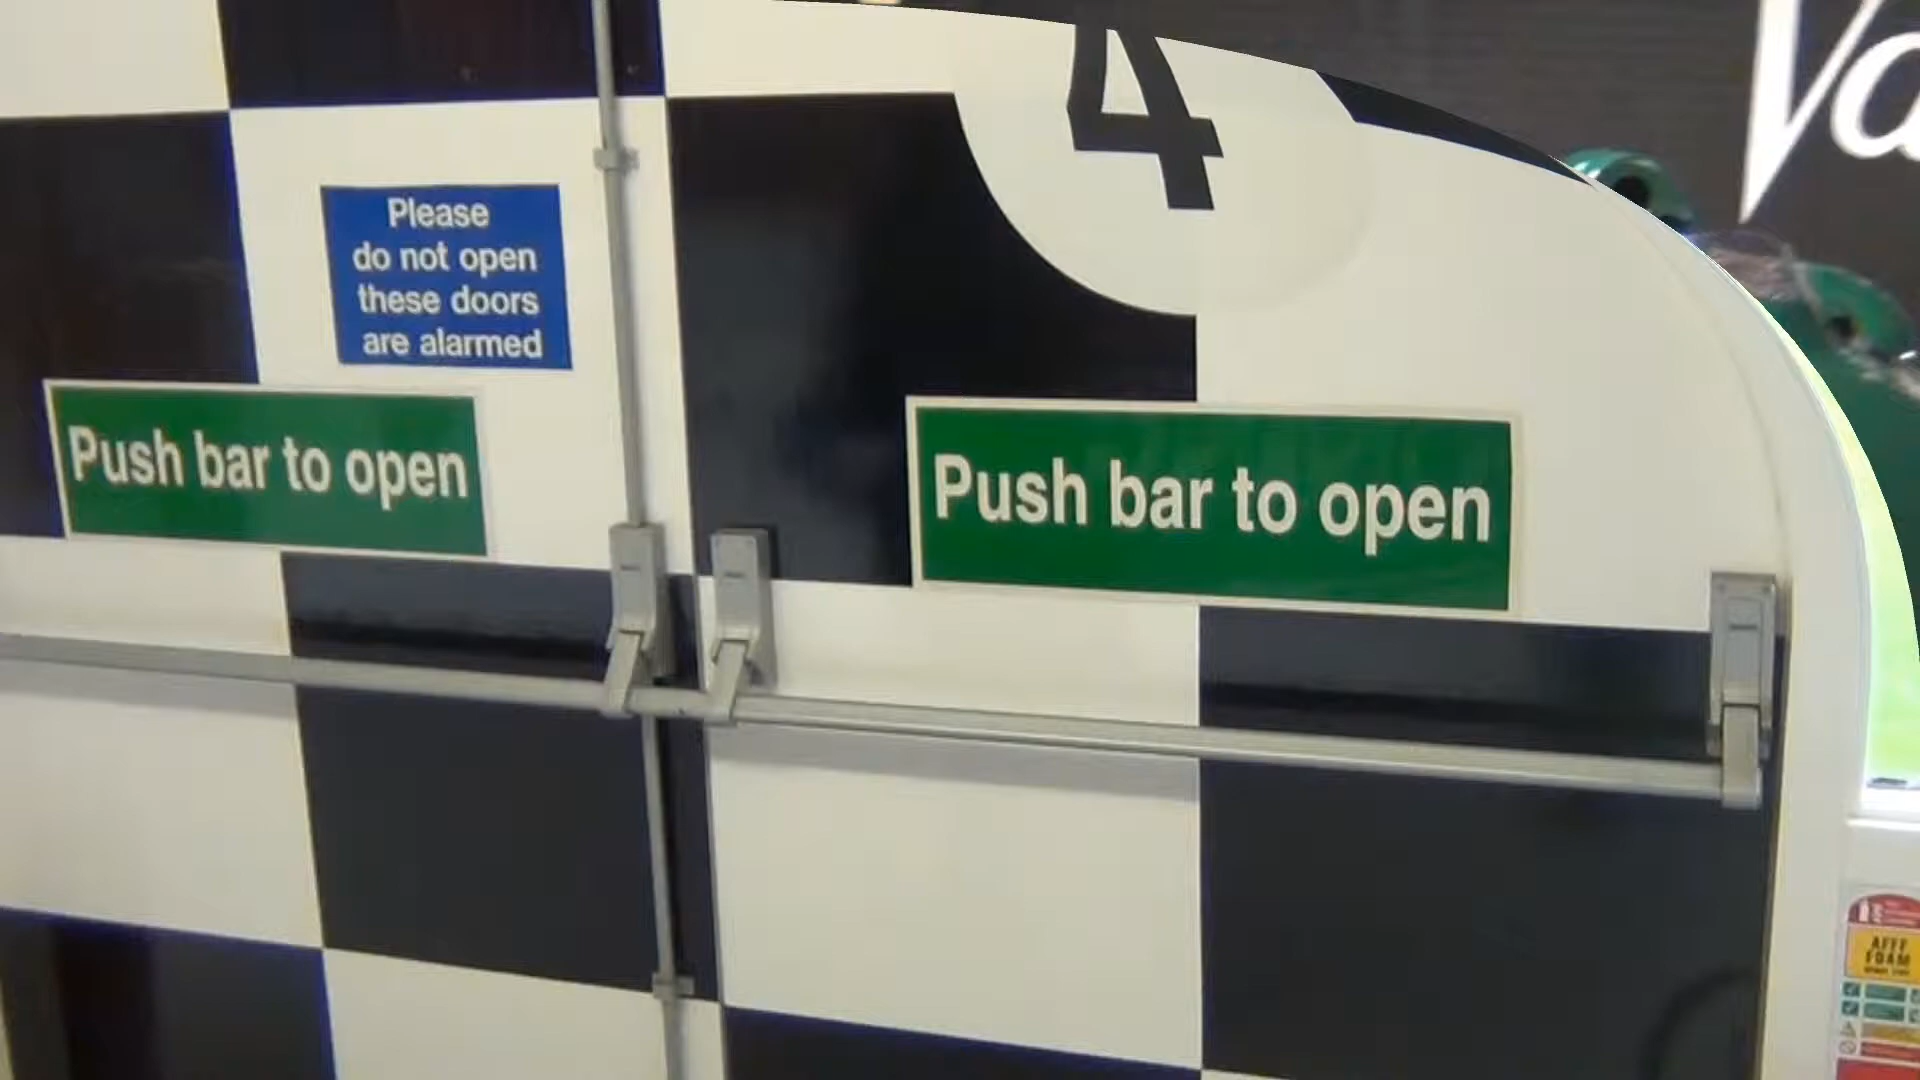 4
Va
Please
do not open
these doors
are alarmed
Push bar to open
Push bar to open
AFFF
FOAM